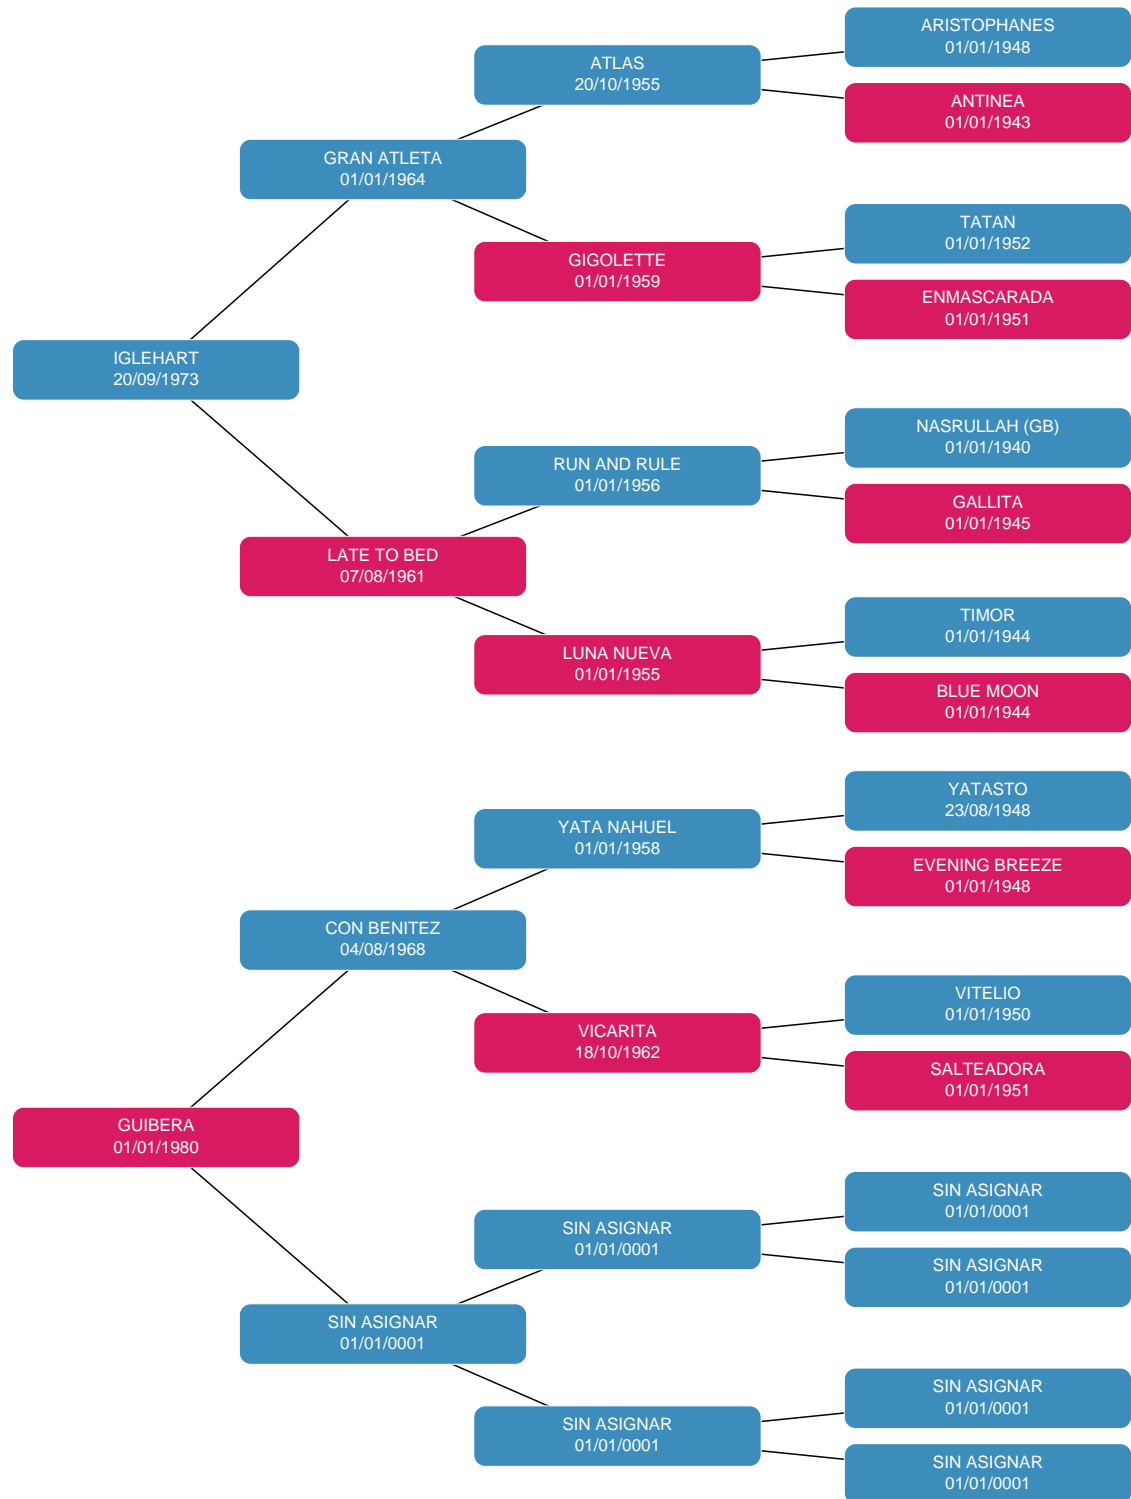 ARISTOPHANES
01/01/1948
ATLAS
20/10/1955
ANTINEA
01/01/1943
GRAN ATLETA
01/01/1964
TATAN
01/01/1952
GIGOLETTE
01/01/1959
ENMASCARADA
01/01/1951
IGLEHART
20/09/1973
NASRULLAH (GB)
01/01/1940
RUN AND RULE
01/01/1956
GALLITA
01/01/1945
LATE TO BED
07/08/1961
TIMOR
01/01/1944
LUNA NUEVA
01/01/1955
BLUE MOON
01/01/1944
YATASTO
23/08/1948
YATA NAHUEL
01/01/1958
EVENING BREEZE
01/01/1948
CON BENITEZ
04/08/1968
VITELIO
01/01/1950
VICARITA
18/10/1962
SALTEADORA
01/01/1951
GUIBERA
01/01/1980
SIN ASIGNAR
01/01/0001
SIN ASIGNAR
01/01/0001
SIN ASIGNAR
01/01/0001
SIN ASIGNAR
01/01/0001
SIN ASIGNAR
01/01/0001
SIN ASIGNAR
01/01/0001
SIN ASIGNAR
01/01/0001